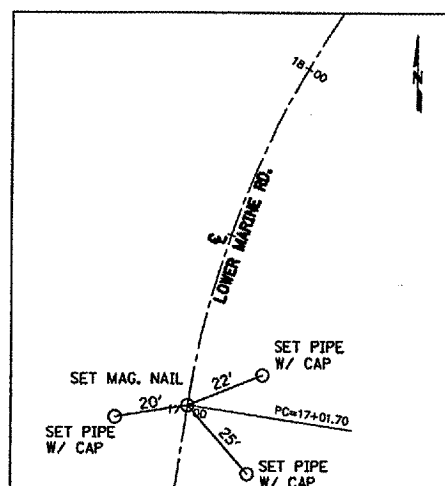 18+00
N
℄ LOWER MARINE RD.
SET PIPE
W/ CAP
SET MAG. NAIL
22'
20'
17+00
PC=17+01.70
SET PIPE
W/ CAP
25'
SET PIPE
W/ CAP